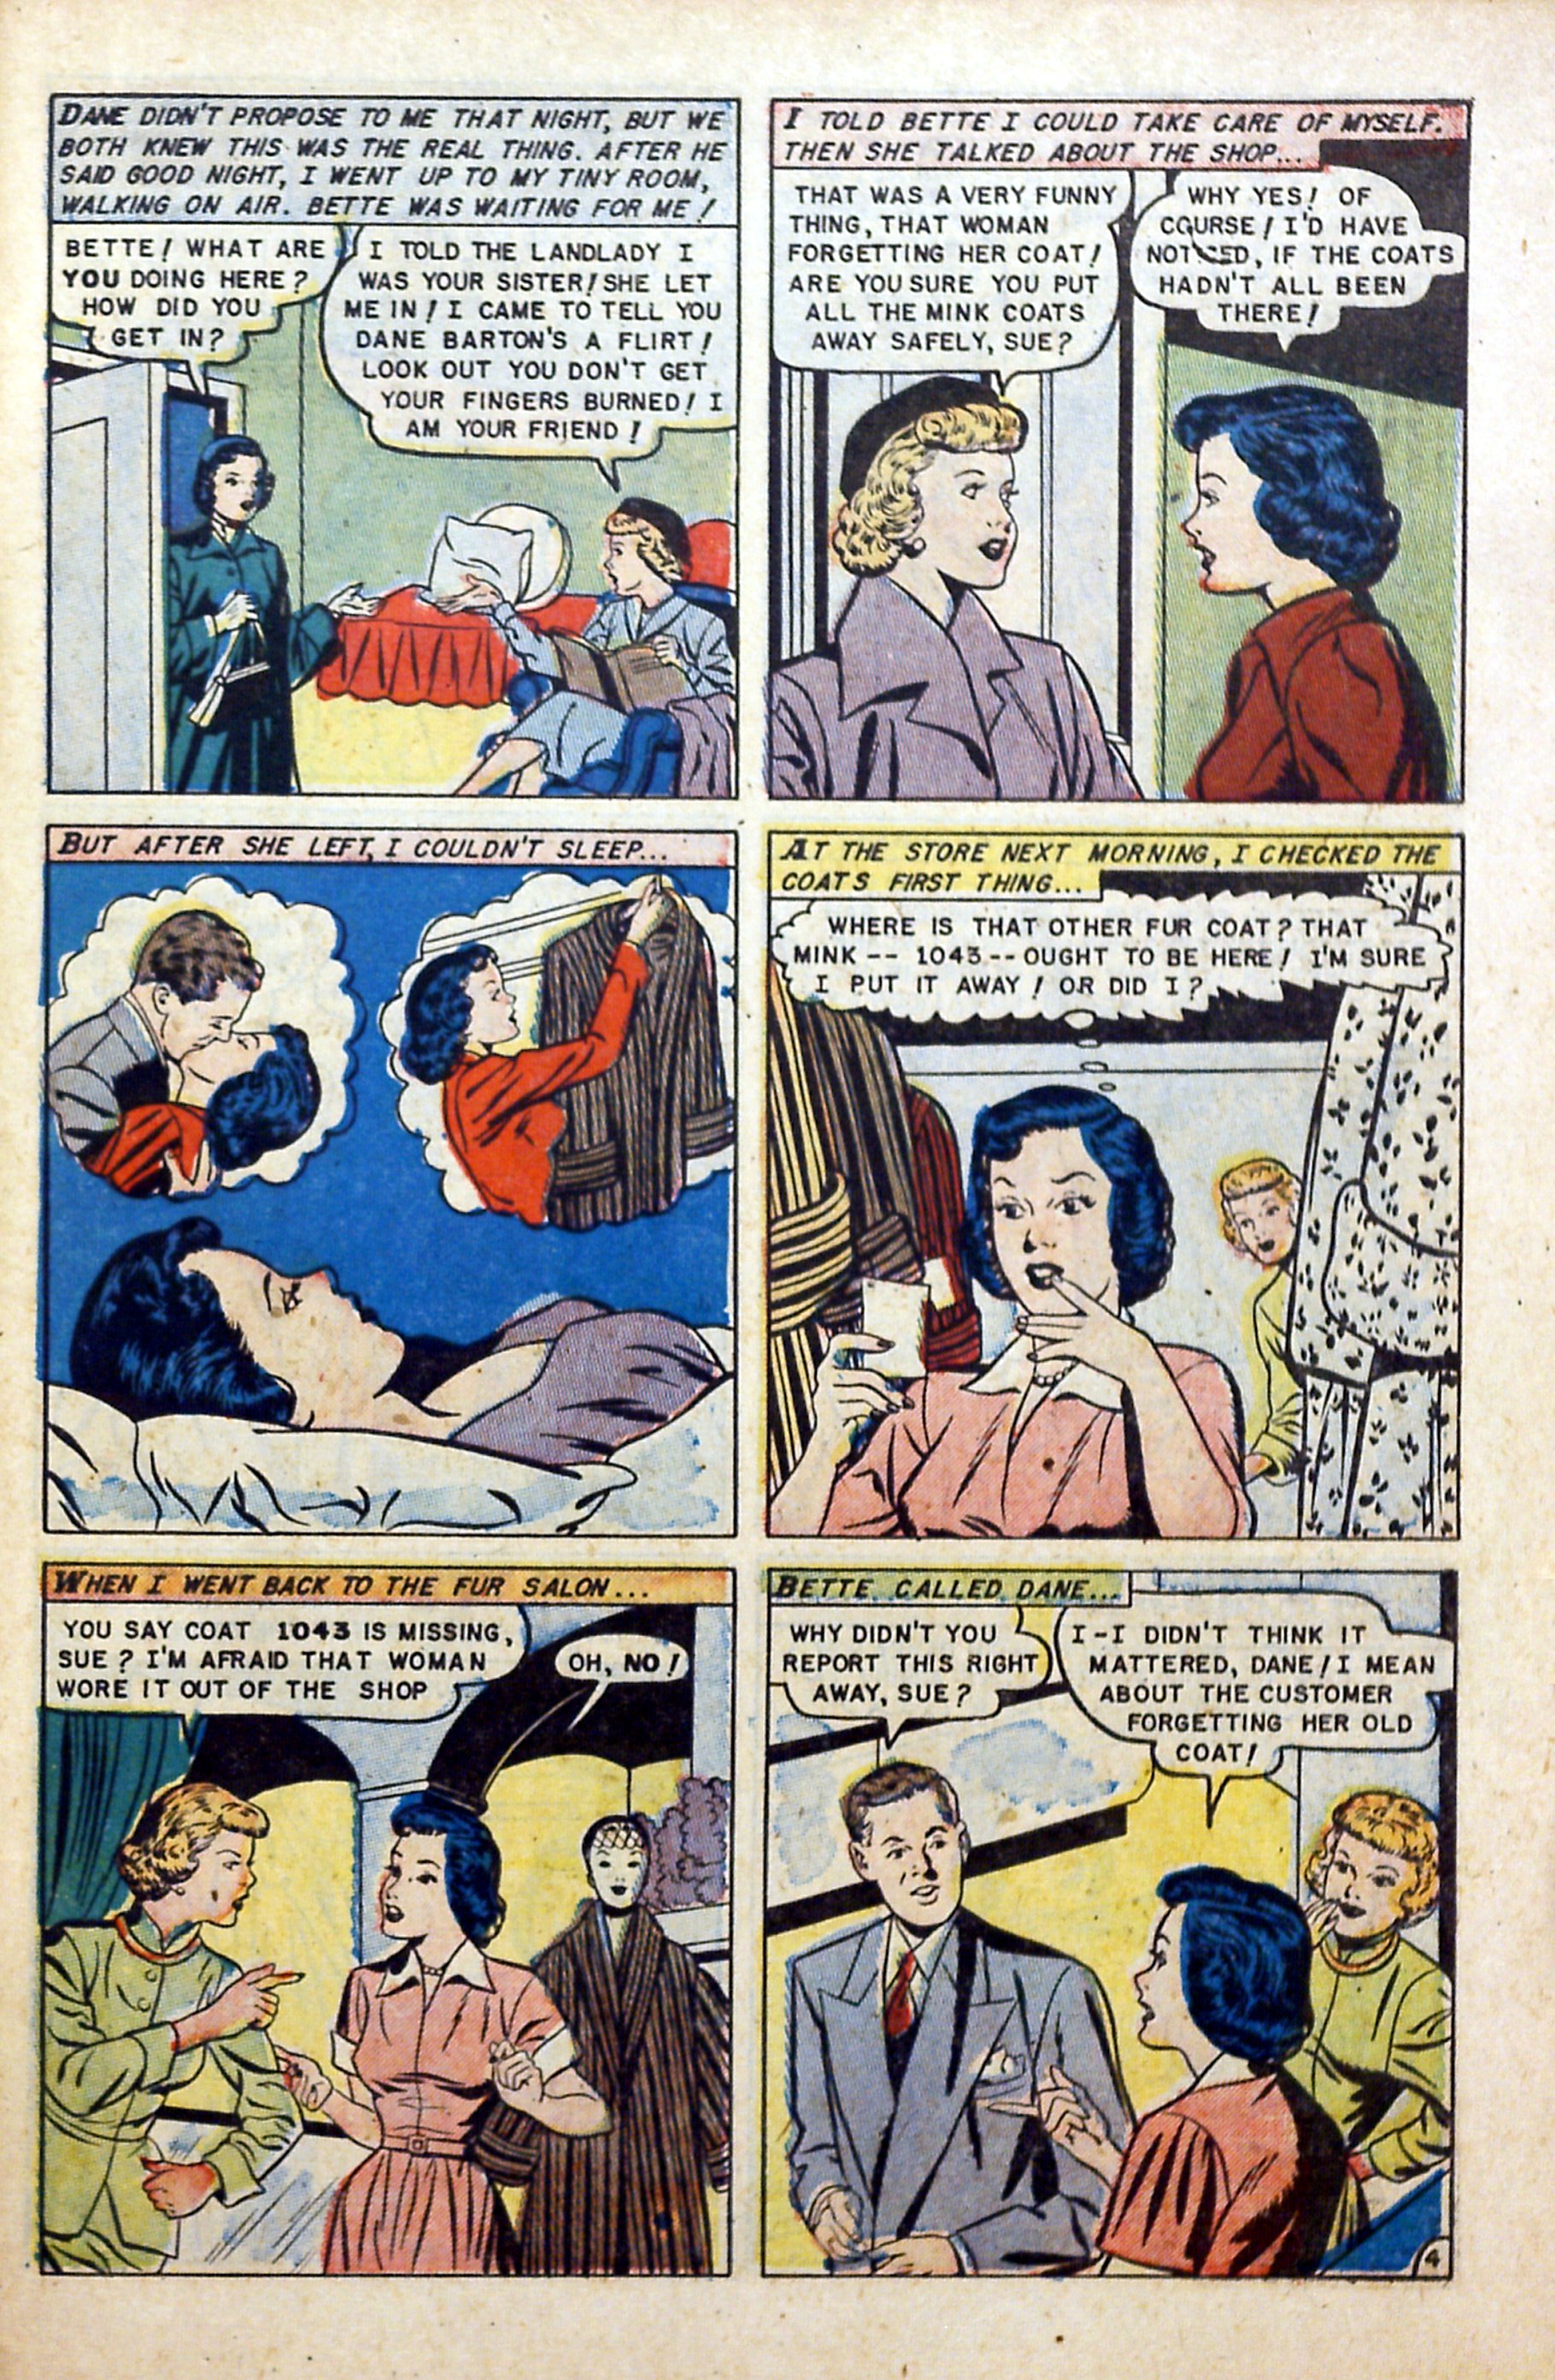 DANE DIDN'T PROPOSE TO ME THAT NIGHT, BUT WE
BOTH KNEW THIS WAS THE REAL THING. AFTER HE
SAID GOOD NIGHT, I WENT UP TO MY TINY ROOM,
WALKING ON AIR. BETTE WAS WAITING FOR ME!
BETTE! WHAT ARE
YOU DOING HERE?
HOW DID YOU
GET IN?
I TOLD THE LANDLADY I
WAS YOUR SISTER! SHE LET
ME IN! I CAME TO TELL YOU
DANE BARTON'S A FLIRT!
LOOK OUT YOU DON'T GET
YOUR FINGERS BURNED! I
AM YOUR FRIEND!
I TOLD BETTE I COULD TAKE CARE OF MYSELF.
THEN SHE TALKED ABOUT THE SHOP...
THAT WAS A VERY FUNNY
THING, THAT WOMAN
FORGETTING HER COAT!
ARE YOU SURE YOU PUT
ALL THE MINK COATS
AWAY SAFELY, SUE?
WHY YES! OF
COURSE! I'D HAVE
NOTICED, IF THE COATS
HADN'T ALL BEEN
THERE!
BUT AFTER SHE LEFT, I COULDN'T SLEEP...
AT THE STORE NEXT MORNING, I CHECKED THE
COATS FIRST THING...
WHERE IS THAT OTHER FUR COAT? THAT
MINK -- 1043 -- OUGHT TO BE HERE! I'M SURE
I PUT IT AWAY! OR DID I?
WHEN I WENT BACK TO THE FUR SALON...
YOU SAY COAT 1043 IS MISSING,
SUE? I'M AFRAID THAT WOMAN
WORE IT OUT OF THE SHOP
OH, NO!
BETTE CALLED DANE...
WHY DIDN'T YOU
REPORT THIS RIGHT
AWAY, SUE?
I-I DIDN'T THINK IT
MATTERED, DANE! I MEAN
ABOUT THE CUSTOMER
FORGETTING HER OLD
COAT!
4